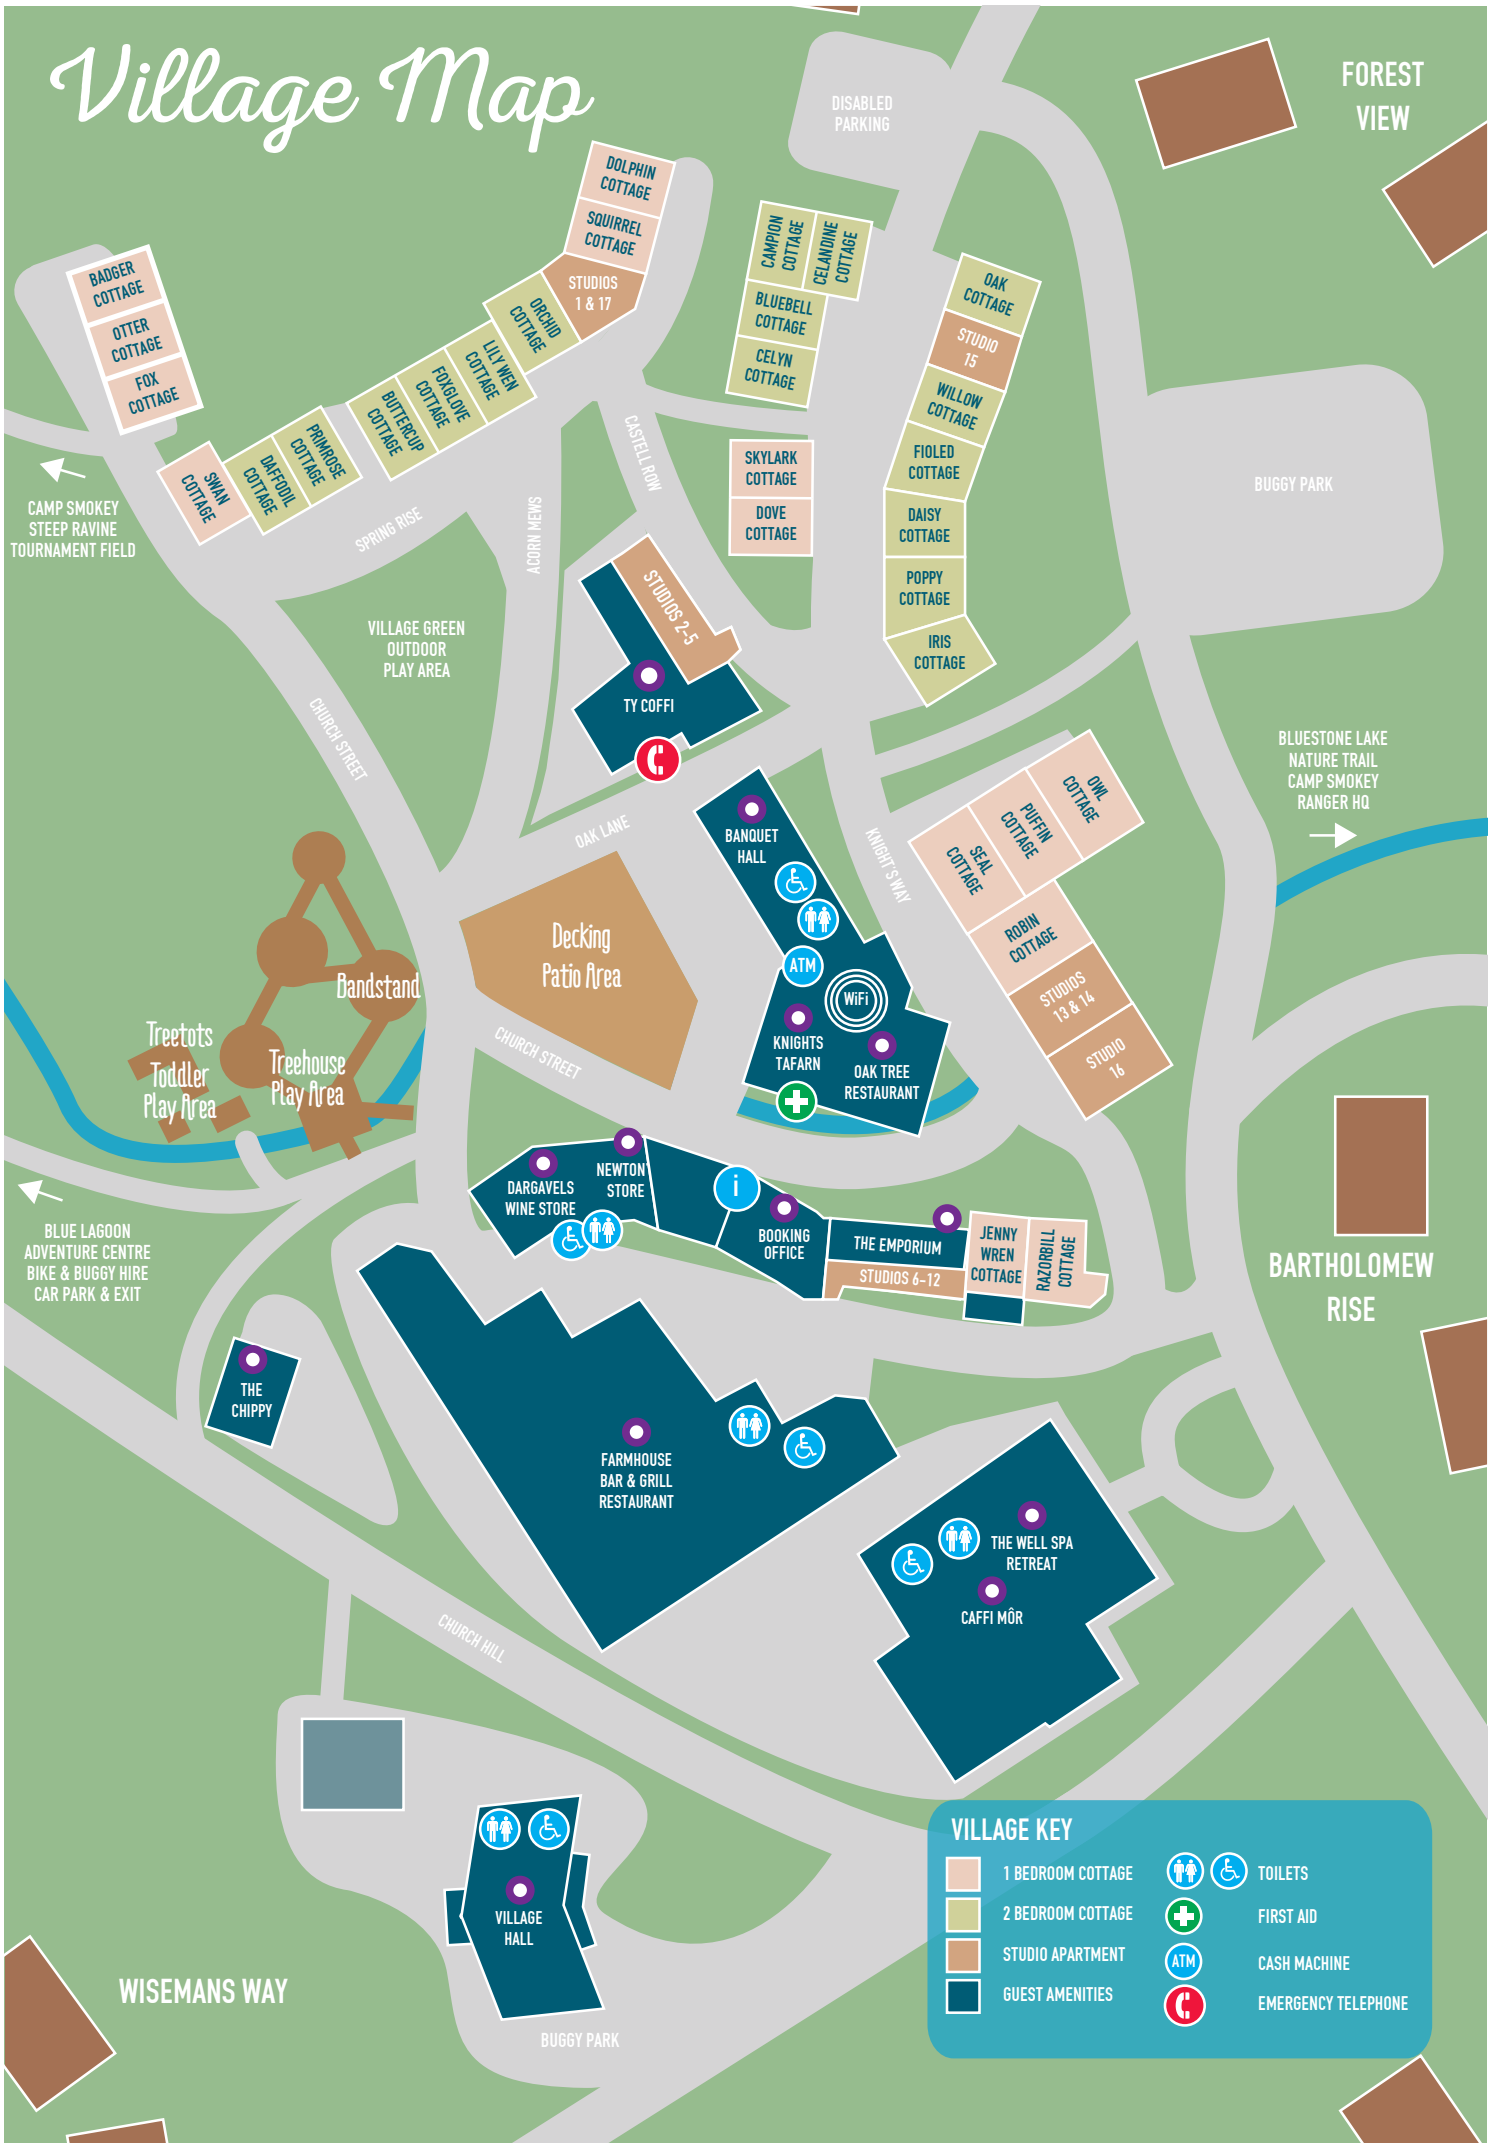 Village Map
FOREST
VIEW
DISABLED
PARKING
DOLPHIN
COTTAGE
SQUIRREL
COTTAGE
STUDIOS
1 & 17
ORCHID
COTTAGE
LILY WEN
COTTAGE
FOXGLOVE
COTTAGE
BUTTERCUP
COTTAGE
PRIMROSE
COTTAGE
DAFFODIL
COTTAGE
SWAN
COTTAGE
BADGER
COTTAGE
OTTER
COTTAGE
FOX
COTTAGE
CAMPION
COTTAGE
CELANDINE
COTTAGE
BLUEBELL
COTTAGE
CELYN
COTTAGE
OAK
COTTAGE
STUDIO
15
WILLOW
COTTAGE
FIOLED
COTTAGE
DAISY
COTTAGE
POPPY
COTTAGE
IRIS
COTTAGE
SKYLARK
COTTAGE
DOVE
COTTAGE
BUGGY PARK
CAMP SMOKEY
STEEP RAVINE
TOURNAMENT FIELD
SPRING RISE
ACORN MEWS
CASTELL ROW
VILLAGE GREEN
OUTDOOR
PLAY AREA
CHURCH STREET
STUDIOS 2-5
TY COFFI
OAK LANE
BANQUET
HALL
KNIGHT'S WAY
OWL
COTTAGE
PUFFIN
COTTAGE
SEAL
COTTAGE
ROBIN
COTTAGE
STUDIOS
13 & 14
STUDIO
16
BLUESTONE LAKE
NATURE TRAIL
CAMP SMOKEY
RANGER HQ
Decking
Patio Area
ATM
WiFi
KNIGHTS
TAFARN
OAK TREE
RESTAURANT
Bandstand
Treetots
Toddler
Play Area
Treehouse
Play Area
CHURCH STREET
NEWTON
STORE
DARGAVELS
WINE STORE
i
BOOKING
OFFICE
THE EMPORIUM
STUDIOS 6-12
JENNY
WREN
COTTAGE
RAZORBILL
COTTAGE
BLUE LAGOON
ADVENTURE CENTRE
BIKE & BUGGY HIRE
CAR PARK & EXIT
BARTHOLOMEW
RISE
THE
CHIPPY
FARMHOUSE
BAR & GRILL
RESTAURANT
THE WELL SPA
RETREAT
CAFFI MÔR
CHURCH HILL
VILLAGE
HALL
WISEMANS WAY
BUGGY PARK
VILLAGE KEY
1 BEDROOM COTTAGE
2 BEDROOM COTTAGE
STUDIO APARTMENT
GUEST AMENITIES
TOILETS
FIRST AID
ATM
CASH MACHINE
EMERGENCY TELEPHONE